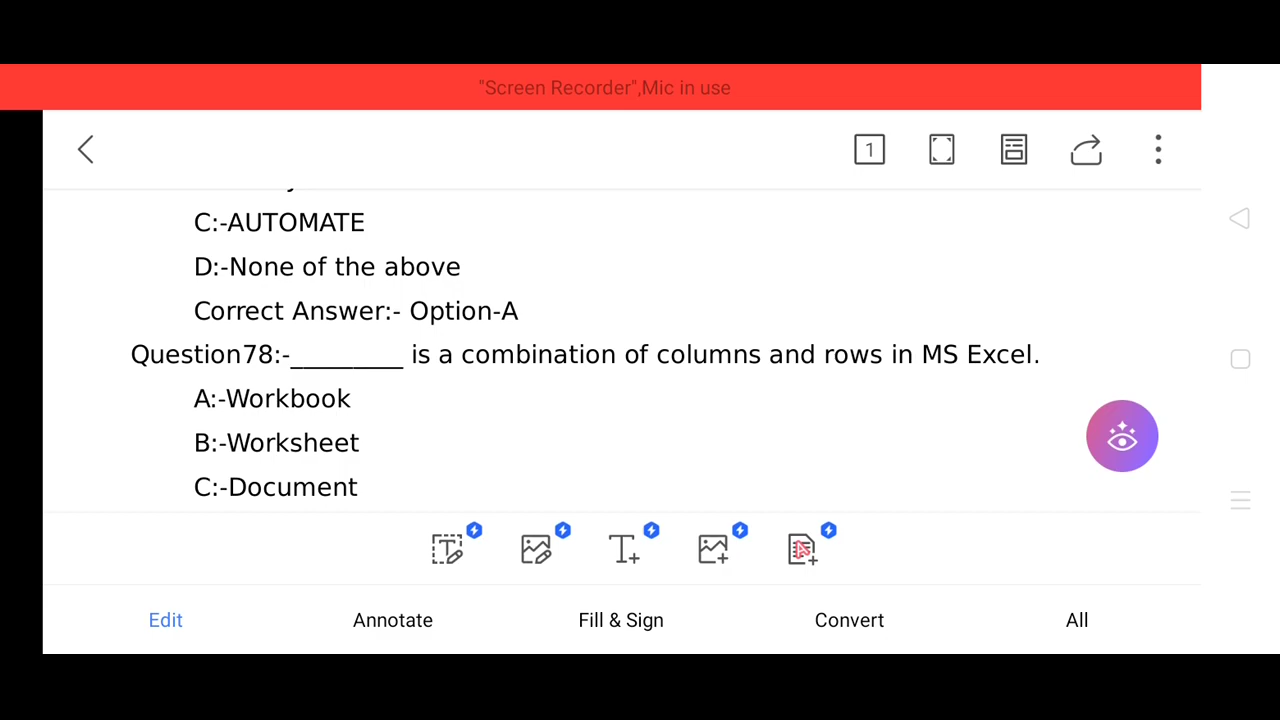 "Screen Recorder",Mic in use
1
C:-AUTOMATE
D:-None of the above
Correct Answer:- Option-A
Question78:-_________ is a combination of columns and rows in MS Excel.
A:-Workbook
B:-Worksheet
C:-Document
Edit Annotate Fill & Sign Convert All